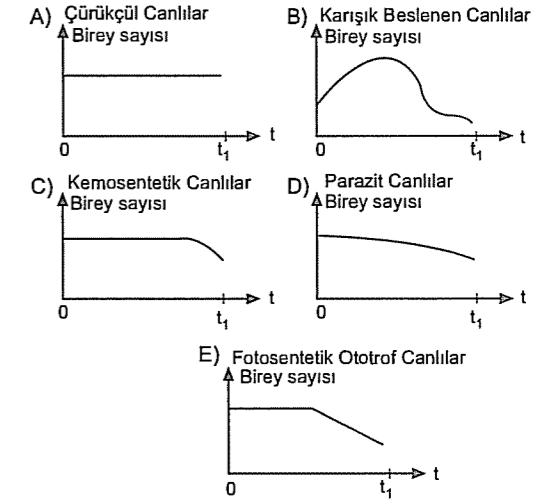 A) Çürükçül Canlılar
Birey sayısı
0
t₁
t
B) Karışık Beslenen Canlılar
Birey sayısı
0
t₁
t
C) Kemosentetik Canlılar
Birey sayısı
0
t₁
t
D) Parazit Canlılar
Birey sayısı
0
t₁
t
E) Fotosentetik Ototrof Canlılar
Birey sayısı
0
t₁
t